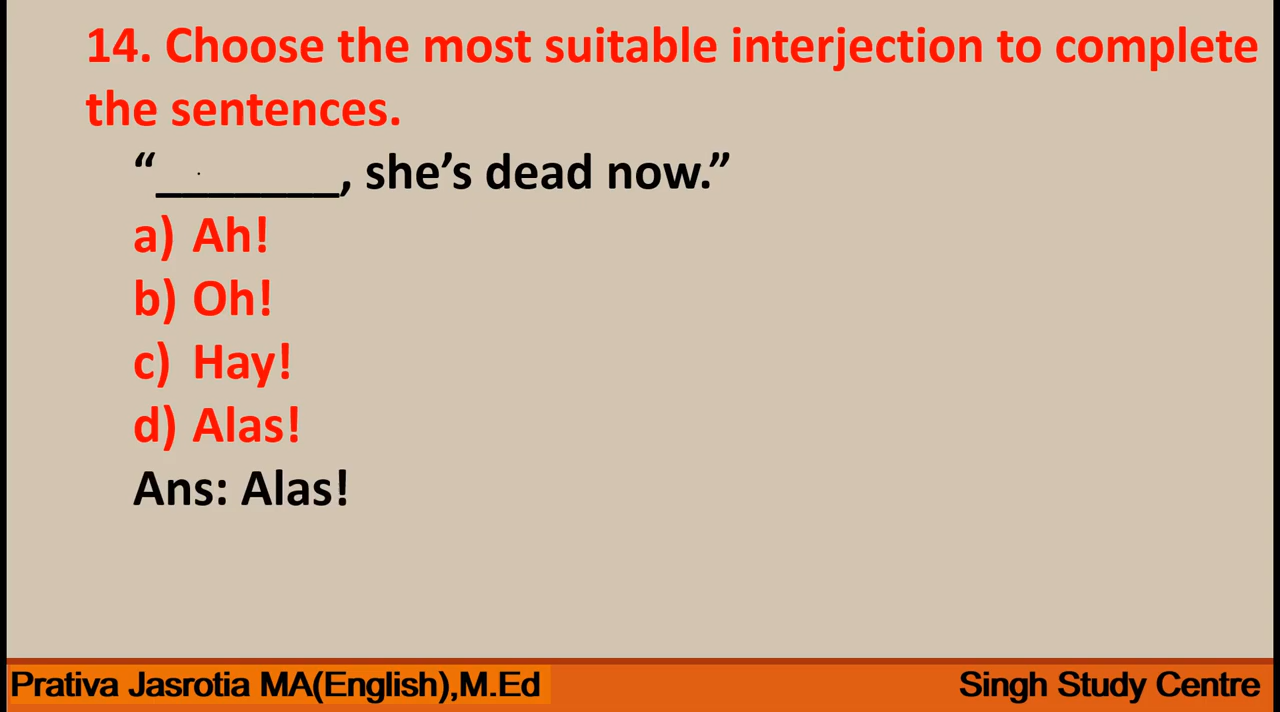 14. Choose the most suitable interjection to complete
the sentences.
“_______, she’s dead now.”
a) Ah!
b) Oh!
c) Hay!
d) Alas!
Ans: Alas!
Prativa Jasrotia MA(English),M.Ed
Singh Study Centre